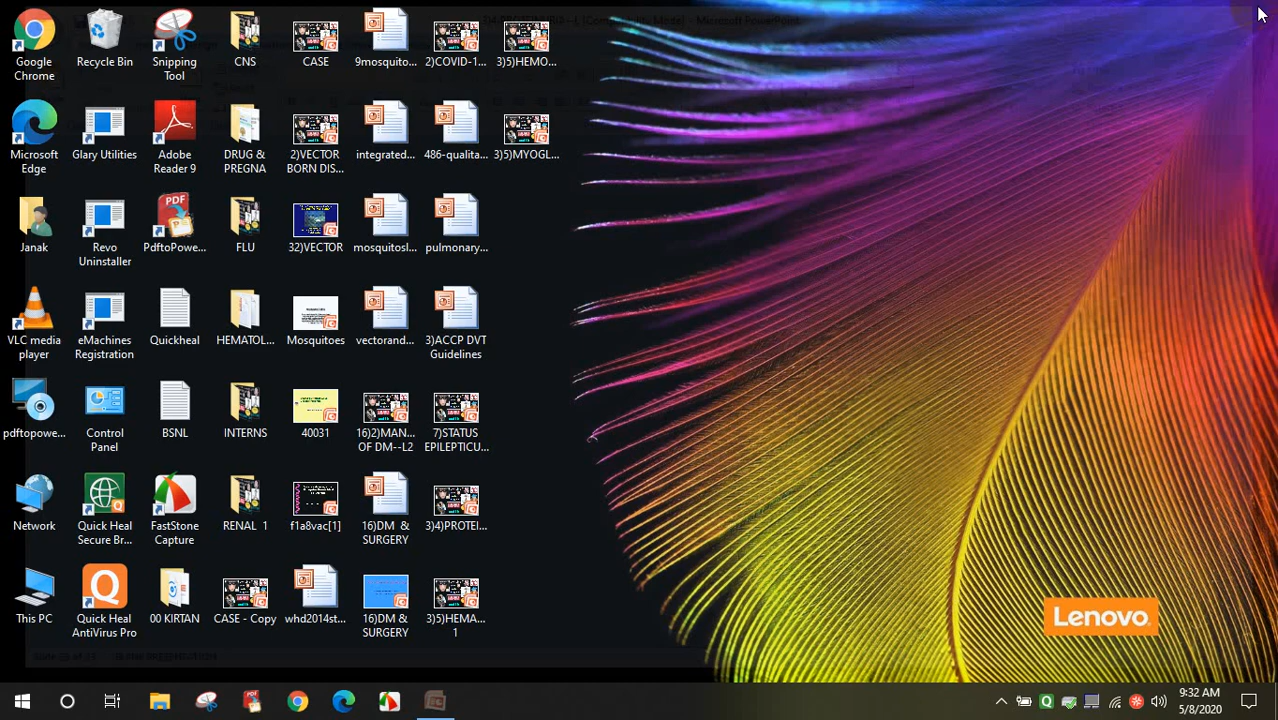 Google
Chrome
Recycle Bin
Snipping
Tool
CNS
CASE
9mosquito...
2)COVID-1...
3)5)HEMO...
Microsoft
Edge
Glary Utilities
Adobe
Reader 9
DRUG &
PREGNA
2)VECTOR
BORN DIS...
integrated...
486-qualita...
3)5)MYOGL...
Janak
Revo
Uninstaller
PDF
PdftoPowe...
FLU
32)VECTOR
mosquitosl...
pulmonary...
VLC media
player
eMachines
Registration
Quickheal
HEMATOL...
Mosquitoes
vectorand...
3)ACCP DVT
Guidelines
pdftopowe...
Control
Panel
BSNL
INTERNS
40031
16)2)MAN...
OF DM--L2
7)STATUS
EPILEPTICU...
Network
Quick Heal
Secure Br...
FastStone
Capture
RENAL 1
f1a8vac[1]
16)DM &
SURGERY
3)4)PROTEI...
This PC
Quick Heal
AntiVirus Pro
00 KIRTAN
CASE - Copy
whd2014st...
16)DM &
SURGERY
3)5)HEMA...
1
Lenovo
9:32 AM
5/8/2020